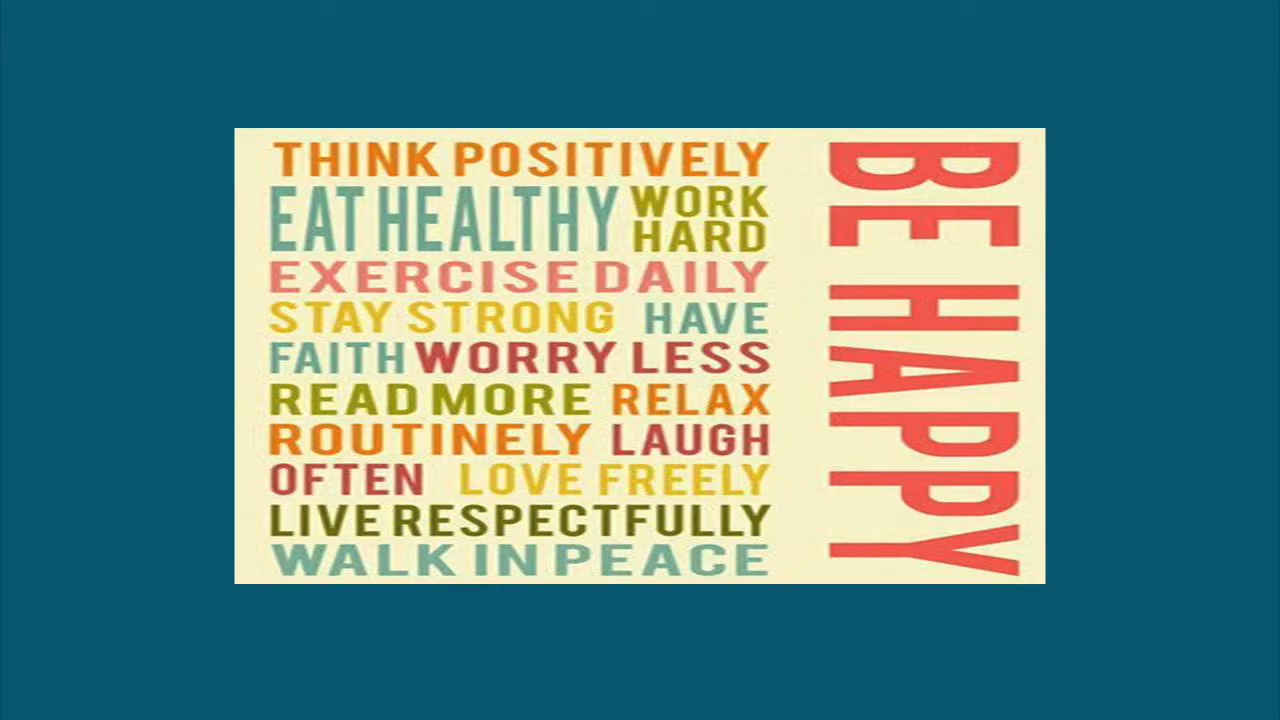 THINK POSITIVELY
EAT HEALTHY WORK
HARD
EXERCISE DAILY
STAY STRONG HAVE
FAITH WORRY LESS
READ MORE RELAX
ROUTINELY LAUGH
OFTEN LOVE FREELY
LIVE RESPECTFULLY
WALK IN PEACE
BE HAPPY